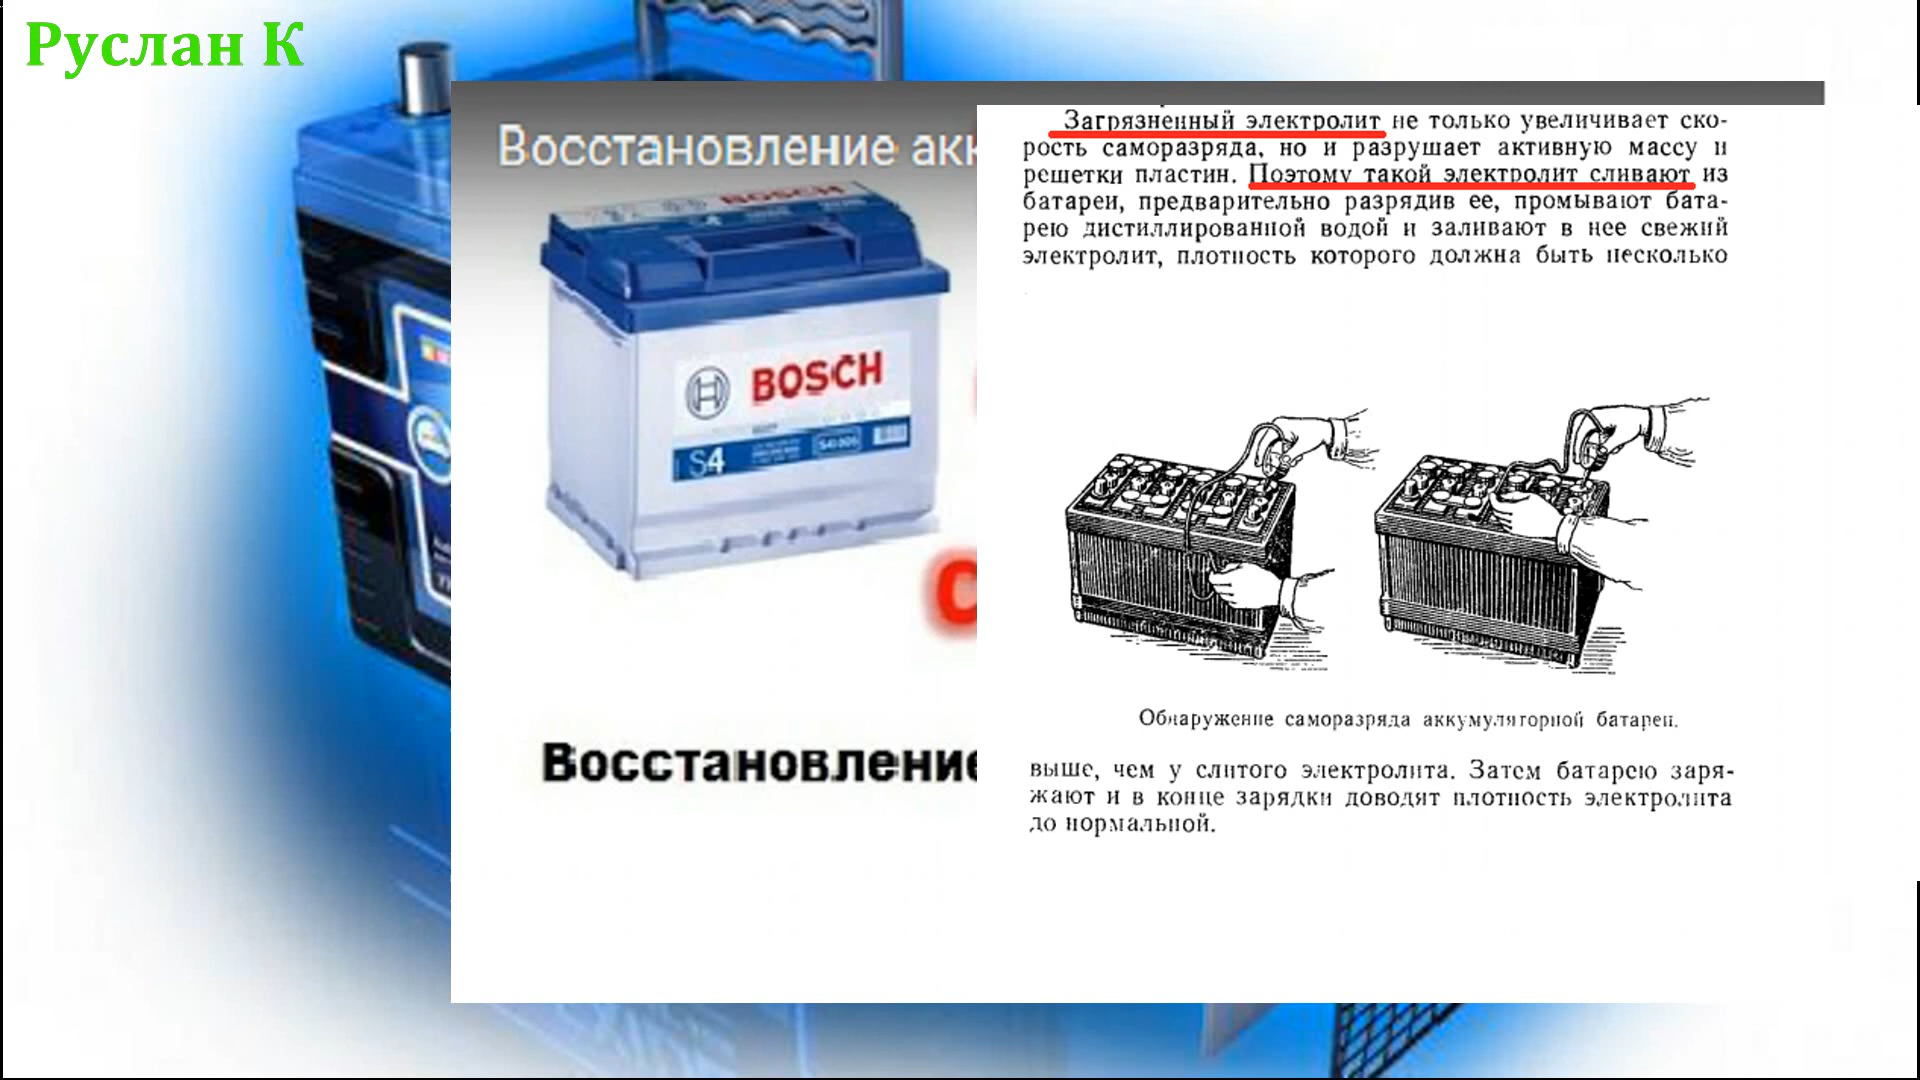 Руслан К
Восстановление
BOSCH
BOSCH
S4
Восстановление
Загрязненный электролит не только увеличивает ско-
рость саморазряда, но и разрушает активную массу и
решетки пластин. Поэтому такой электролит сливают из
батареи, предварительно разрядив ее, промывают бата-
рею дистиллированной водой и заливают в нее свежий
электролит, плотность которого должна быть несколько
Обнаружение саморазряда аккумуляторной батареи.
выше, чем у слитого электролита. Затем батарею заря-
жают и в конце зарядки доводят плотность электролита
до нормальной.